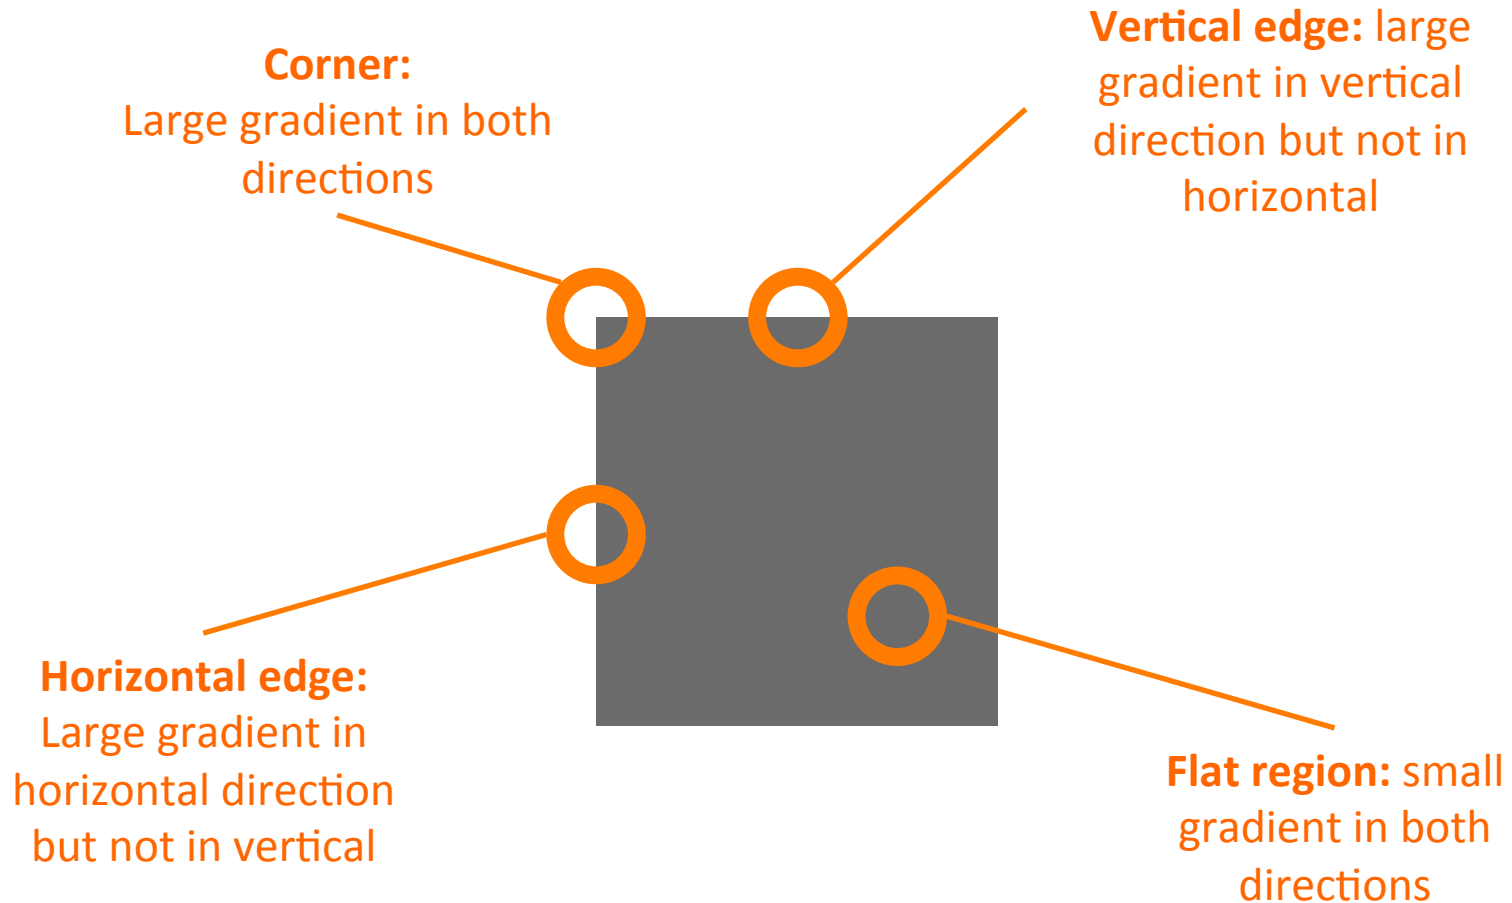 Corner:
Large gradient in both
directions
Vertical edge: large
gradient in vertical
direction but not in
horizontal
Horizontal edge:
Large gradient in
horizontal direction
but not in vertical
Flat region: small
gradient in both
directions